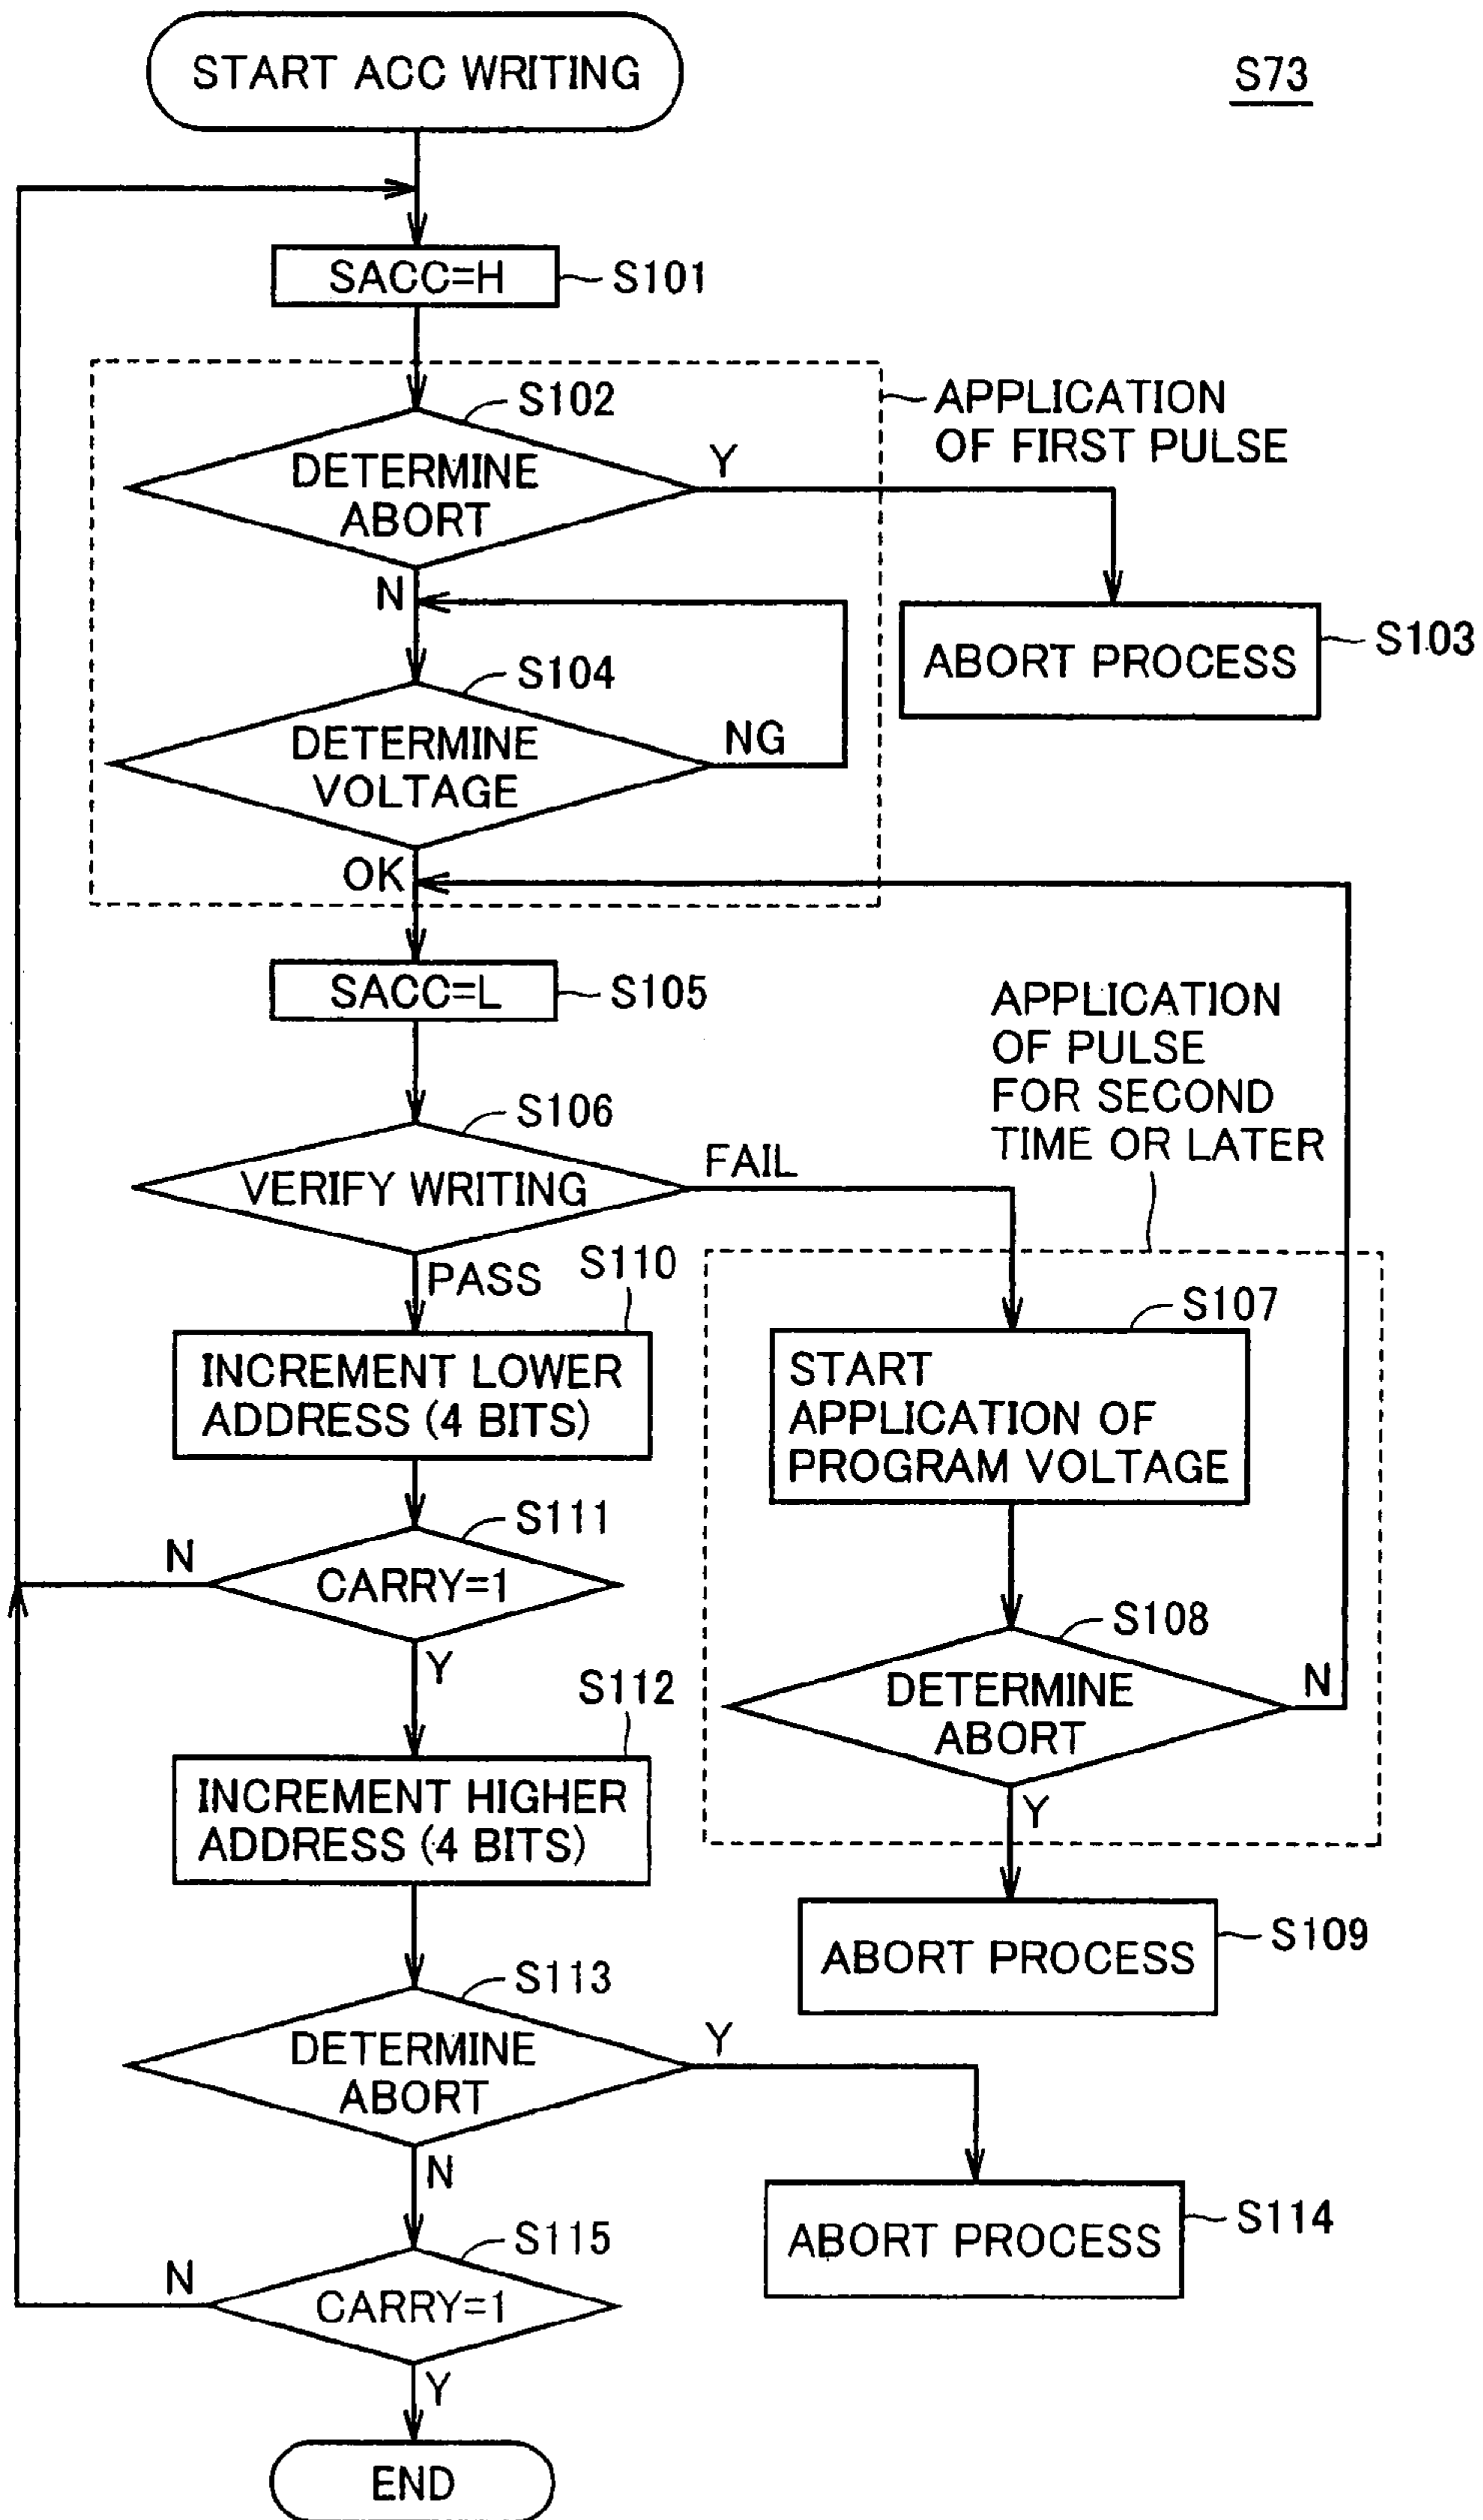 START ACC WRITING
S73
SACC=H
S101
S102
APPLICATION
OF FIRST PULSE
DETERMINE
ABORT
Y
N
ABORT PROCESS
S103
S104
DETERMINE
VOLTAGE
NG
OK
SACC=L
S105
APPLICATION
OF PULSE
FOR SECOND
TIME OR LATER
S106
VERIFY WRITING
FAIL
PASS
S110
INCREMENT LOWER
ADDRESS (4 BITS)
S107
START
APPLICATION OF
PROGRAM VOLTAGE
S111
CARRY=1
N
Y
S108
DETERMINE
ABORT
N
Y
S112
INCREMENT HIGHER
ADDRESS (4 BITS)
ABORT PROCESS
S109
S113
DETERMINE
ABORT
Y
N
ABORT PROCESS
S114
S115
CARRY=1
N
Y
END